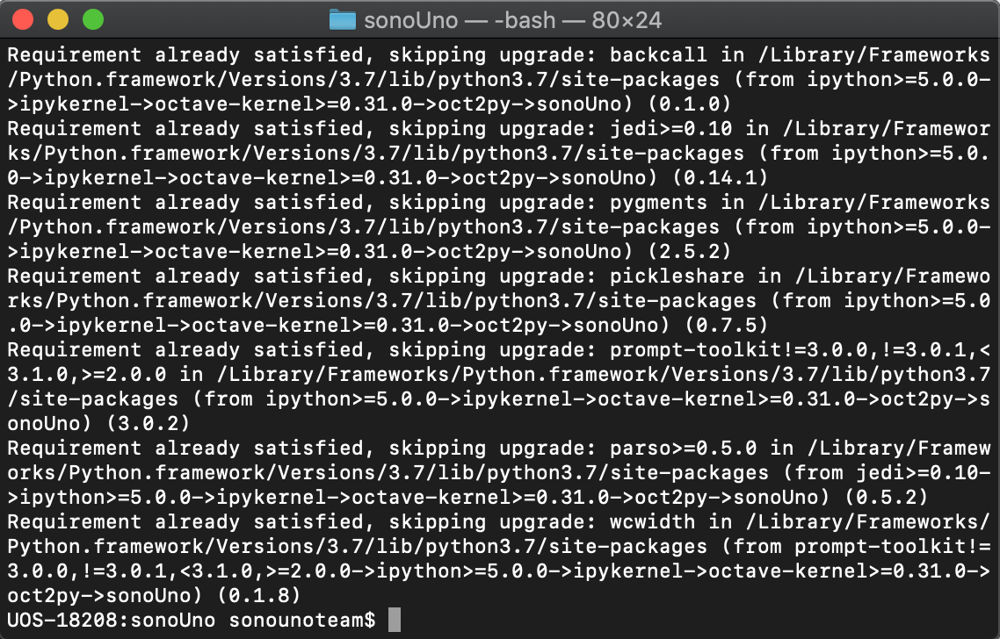 sonoUno — -bash — 80×24
Requirement already satisfied, skipping upgrade: backcall in /Library/Frameworks
/Python.framework/Versions/3.7/lib/python3.7/site-packages (from ipython>=5.0.0-
>ipykernel->octave-kernel>=0.31.0->oct2py->sonoUno) (0.1.0)
Requirement already satisfied, skipping upgrade: jedi>=0.10 in /Library/Framewor
ks/Python.framework/Versions/3.7/lib/python3.7/site-packages (from ipython>=5.0.
0->ipykernel->octave-kernel>=0.31.0->oct2py->sonoUno) (0.14.1)
Requirement already satisfied, skipping upgrade: pygments in /Library/Frameworks
/Python.framework/Versions/3.7/lib/python3.7/site-packages (from ipython>=5.0.0-
>ipykernel->octave-kernel>=0.31.0->oct2py->sonoUno) (2.5.2)
Requirement already satisfied, skipping upgrade: pickleshare in /Library/Framewo
rks/Python.framework/Versions/3.7/lib/python3.7/site-packages (from ipython>=5.0
.0->ipykernel->octave-kernel>=0.31.0->oct2py->sonoUno) (0.7.5)
Requirement already satisfied, skipping upgrade: prompt-toolkit!=3.0.0,!=3.0.1,<
3.1.0,>=2.0.0 in /Library/Frameworks/Python.framework/Versions/3.7/lib/python3.7
/site-packages (from ipython>=5.0.0->ipykernel->octave-kernel>=0.31.0->oct2py->s
onoUno) (3.0.2)
Requirement already satisfied, skipping upgrade: parso>=0.5.0 in /Library/Framew
orks/Python.framework/Versions/3.7/lib/python3.7/site-packages (from jedi>=0.10-
>ipython>=5.0.0->ipykernel->octave-kernel>=0.31.0->oct2py->sonoUno) (0.5.2)
Requirement already satisfied, skipping upgrade: wcwidth in /Library/Frameworks/
Python.framework/Versions/3.7/lib/python3.7/site-packages (from prompt-toolkit!=
3.0.0,!=3.0.1,<3.1.0,>=2.0.0->ipython>=5.0.0->ipykernel->octave-kernel>=0.31.0->
oct2py->sonoUno) (0.1.8)
UOS-18208:sonoUno sonounoteam$